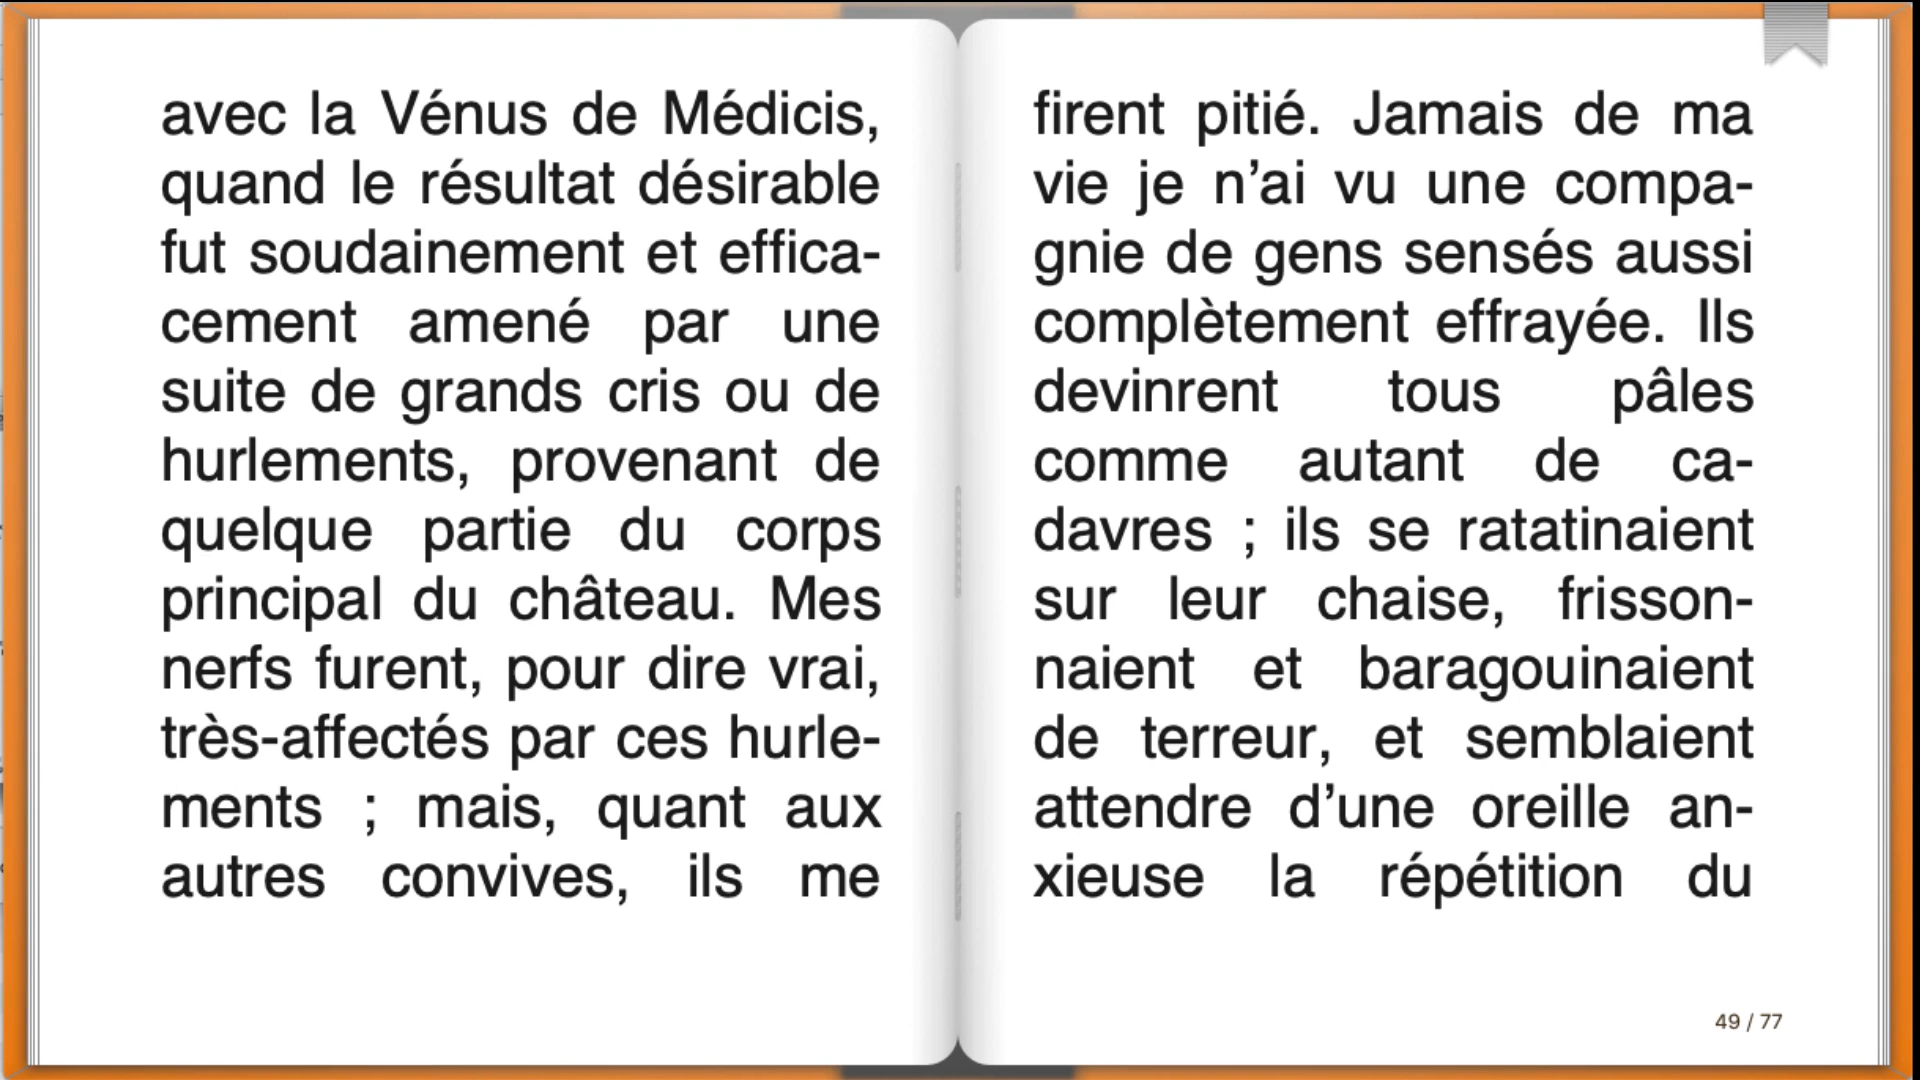 avec la Vénus de Médicis,
quand le résultat désirable
fut soudainement et effica-
cement amené par une
suite de grands cris ou de
hurlements, provenant de
quelque partie du corps
principal du château. Mes
nerfs furent, pour dire vrai,
très-affectés par ces hurle-
ments ; mais, quant aux
autres convives, ils me
firent pitié. Jamais de ma
vie je n’ai vu une compa-
gnie de gens sensés aussi
complètement effrayée. Ils
devinrent tous pâles
comme autant de ca-
davres ; ils se ratatinaient
sur leur chaise, frisson-
naient et baragouinaient
de terreur, et semblaient
attendre d’une oreille an-
xieuse la répétition du
49 / 77